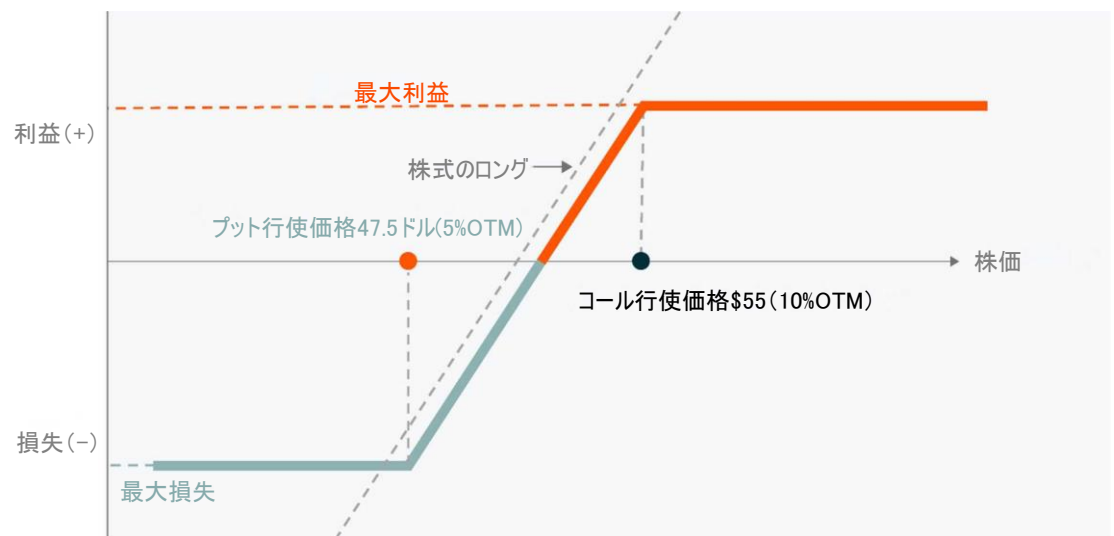 最大利益
利益(+)
株式のロング
プット行使価格47.5ドル(5%OTM)
株価
コール行使価格$55(10%OTM)
損失(-)
最大損失